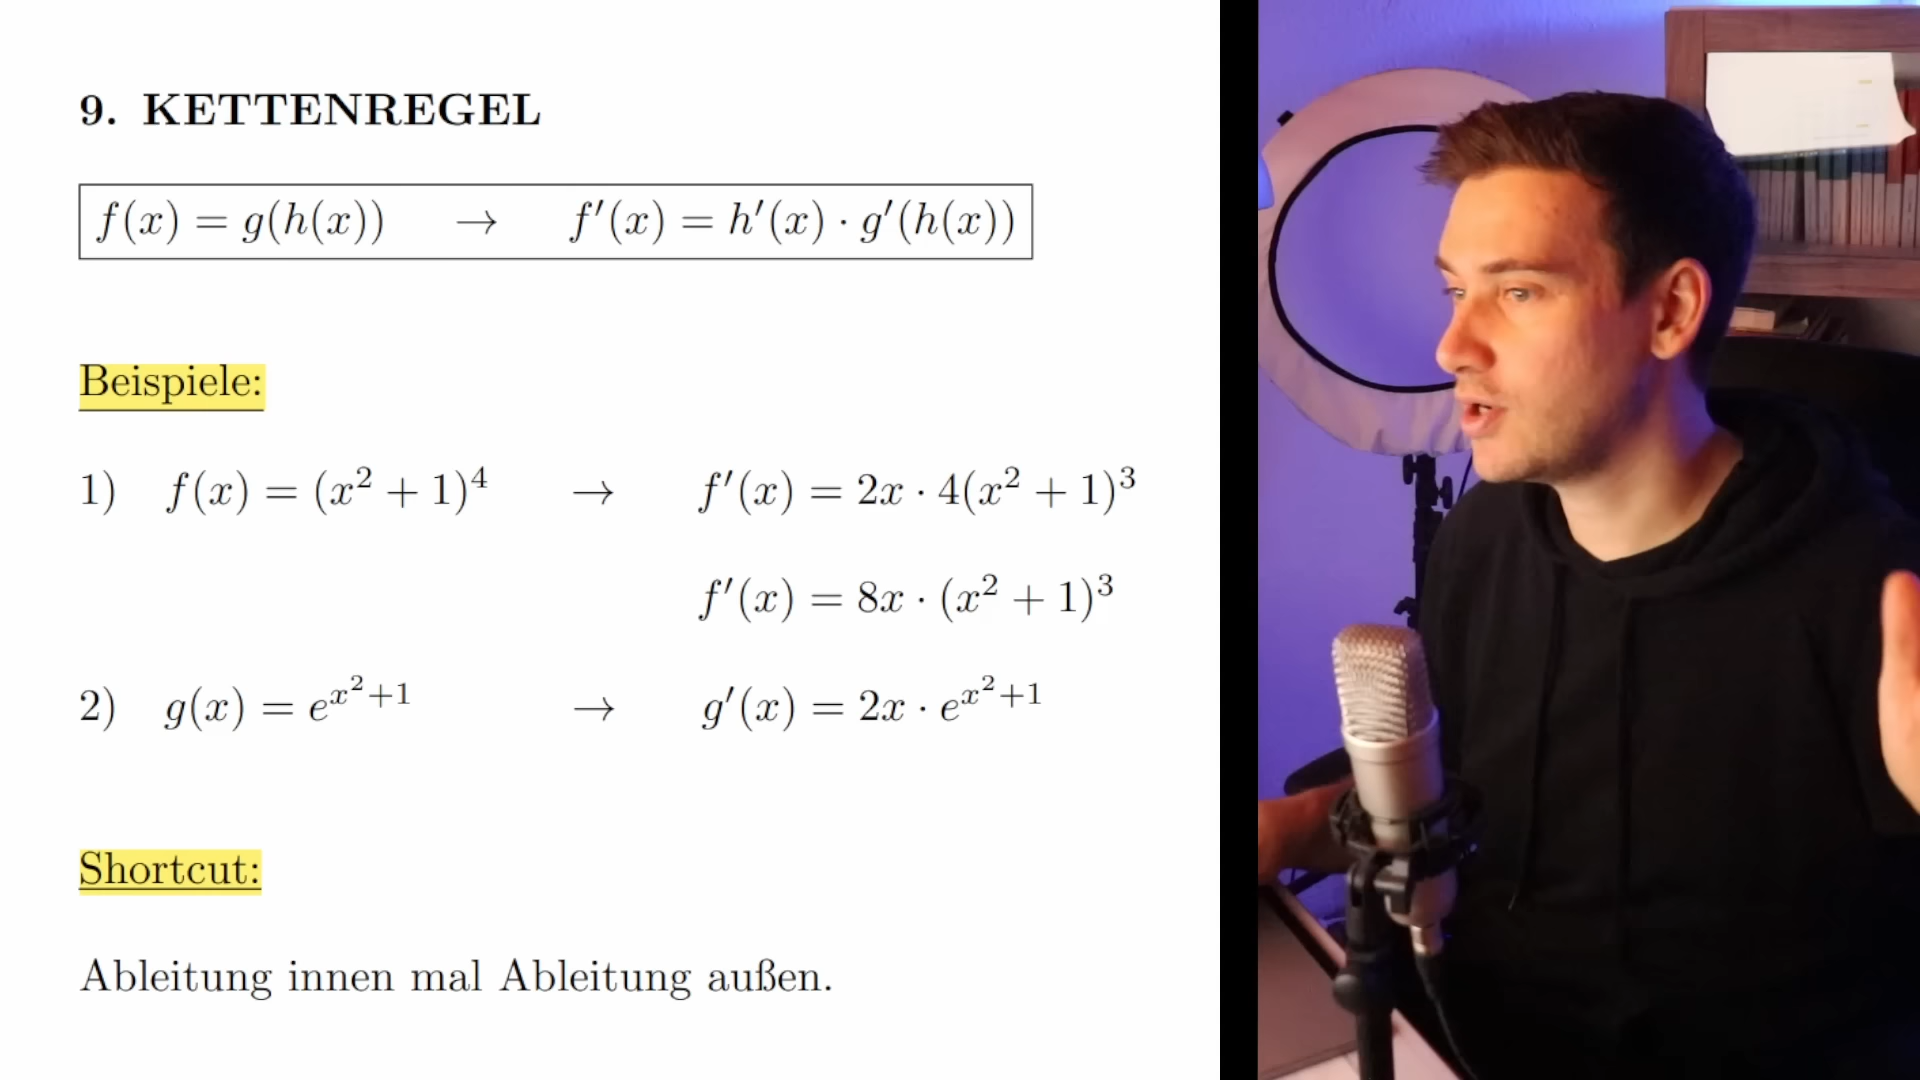 9. KETTENREGEL
f(x) = g(h(x)) → f′(x) = h′(x) · g′(h(x))
Beispiele:
1) f(x) = (x² + 1)⁴ → f′(x) = 2x · 4(x² + 1)³
f′(x) = 8x · (x² + 1)³
2) g(x) = e^{x²+1} → g′(x) = 2x · e^{x²+1}
Shortcut:
Ableitung innen mal Ableitung außen.